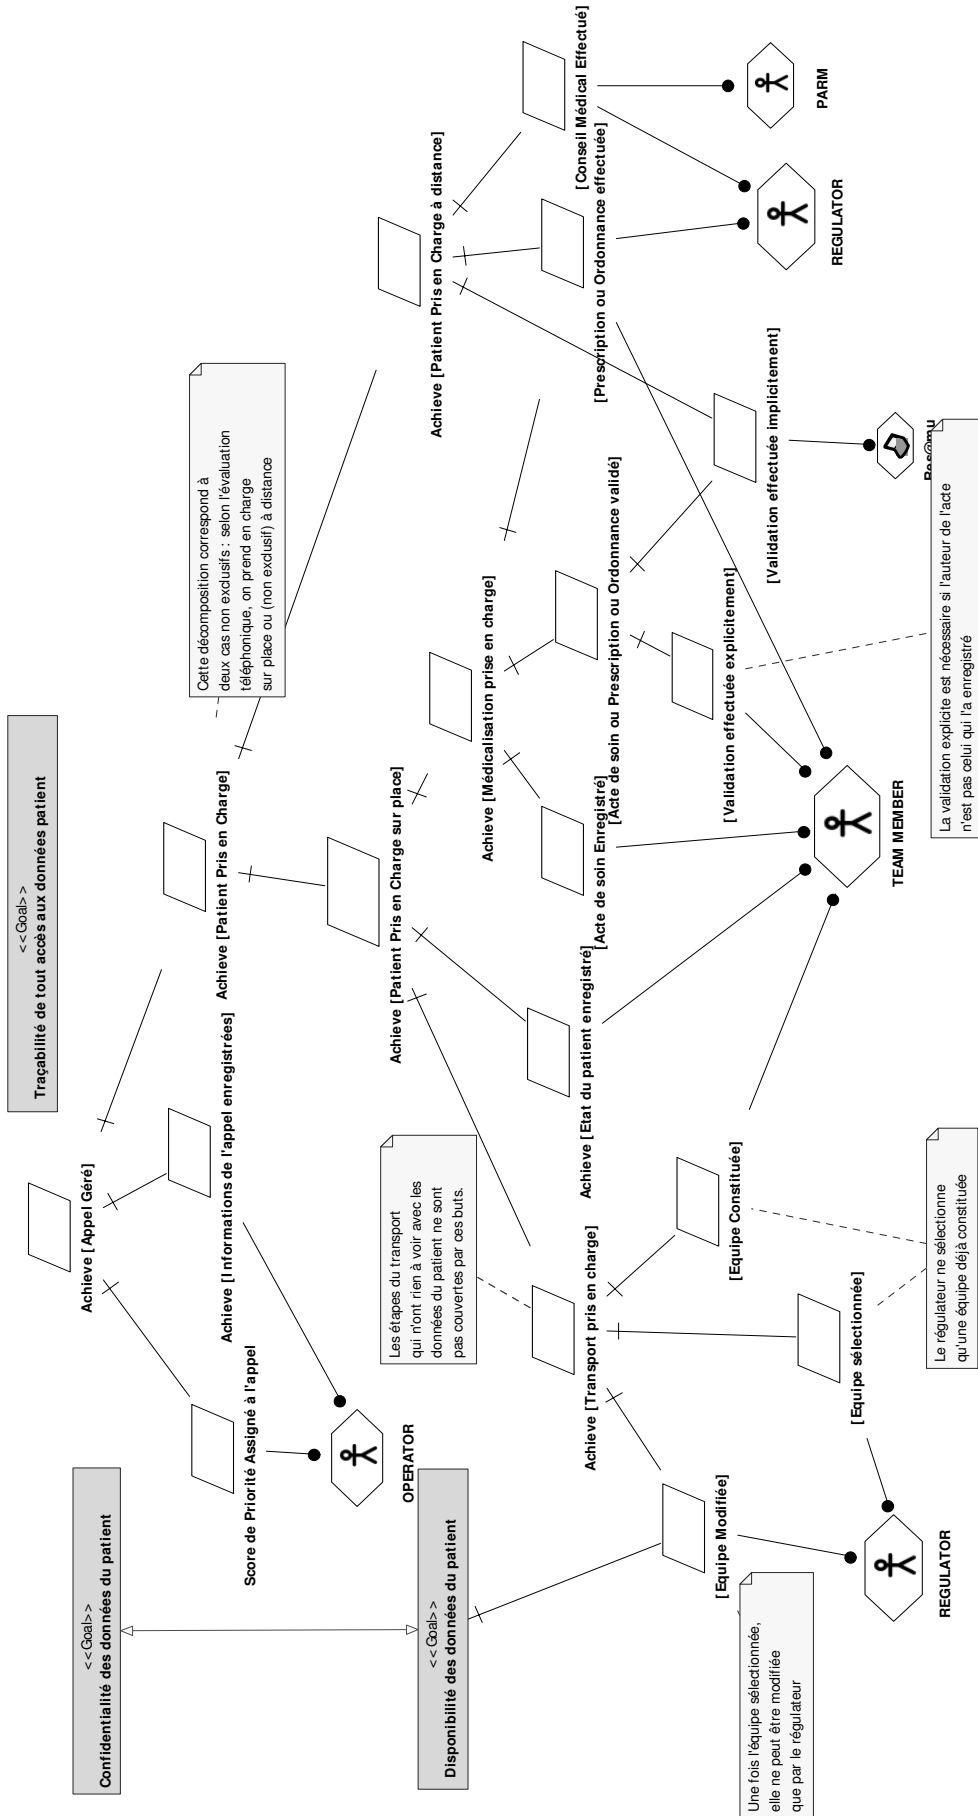 <<Goal>>
Confidentialité des données du patient
<<Goal>>
Traçabilité de tout accès aux données patient
Achieve [Appel Géré]
Achieve [Patient Pris en Charge]
Achieve [Informations de l'appel enregistrées]
Score de Priorité Assigné à l'appel
OPERATOR
Cette décomposition correspond à
deux cas non exclusifs : selon l'évaluation
téléphonique, on prend en charge
sur place ou (non exclusif) à distance
Achieve [Patient Pris en Charge sur place]
Achieve [Patient Pris en Charge à distance]
<<Goal>>
Disponibilité des données du patient
Les étapes du transport
qui n'ont rien à voir avec les
données du patient ne sont
pas couvertes par ces buts.
Achieve [Médicalisation prise en charge]
Achieve [Transport pris en charge]
Achieve [Etat du patient enregistré]
[Acte de soin Enregistré]
[Acte de soin ou Prescription ou Ordonnance validé]
[Prescription ou Ordonnance effectuée]
[Conseil Médical Effectué]
[Equipe Modifiée]
[Equipe Constituée]
[Validation effectuée explicitement]
[Validation effectuée implicitement]
[Equipe sélectionnée]
REGULATOR
PARM
TEAM MEMBER
REGULATOR
Une fois l'équipe sélectionnée,
elle ne peut être modifiée
que par le régulateur
Le régulateur ne sélectionne
qu'une équipe déjà constituée
La validation explicite est nécessaire si l'auteur de l'acte
n'est pas celui qui l'a enregistré